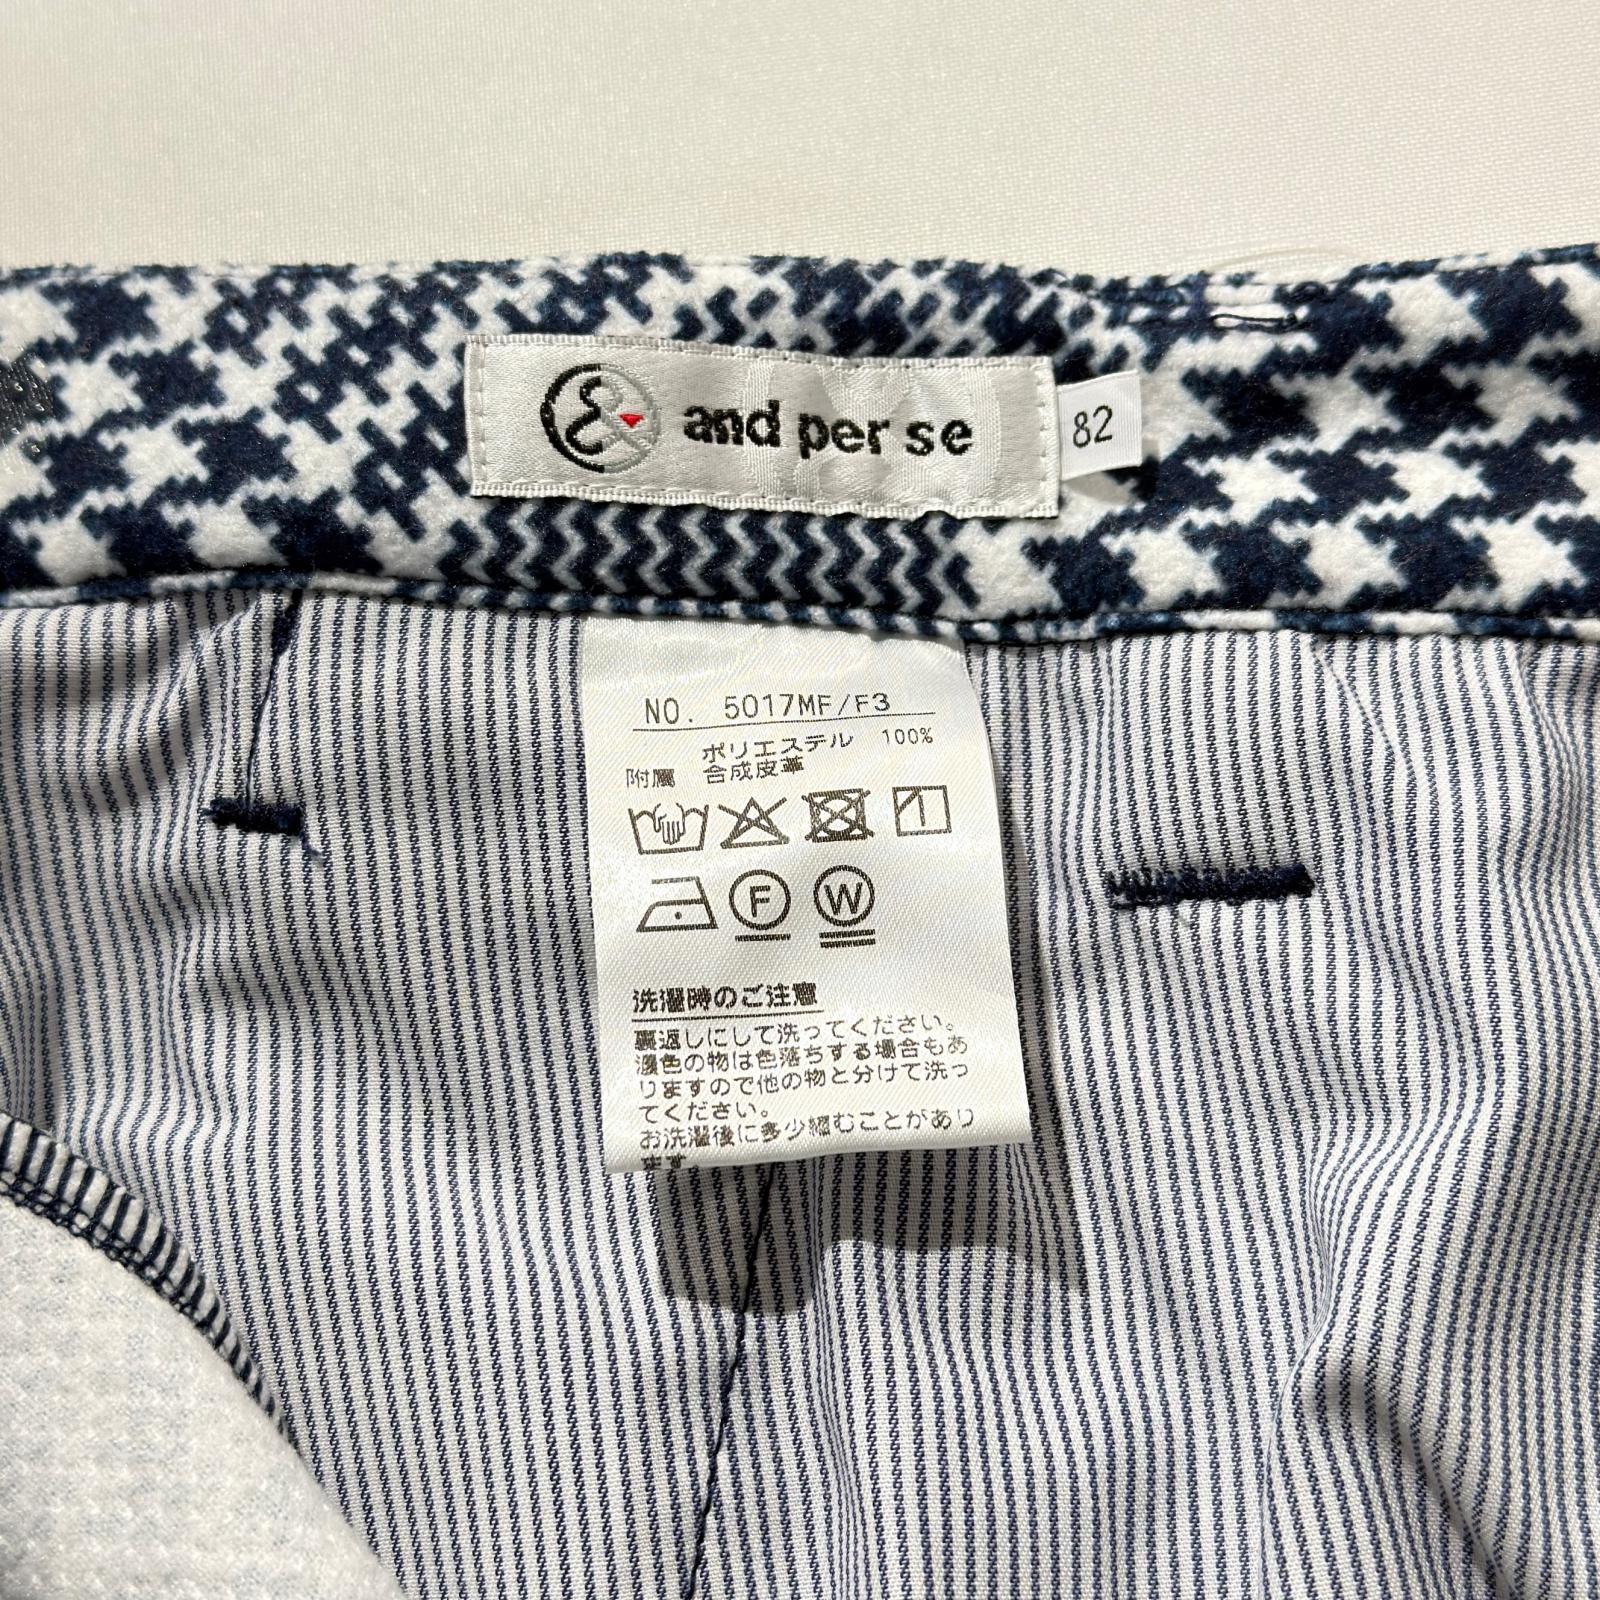 and per se
82
NO. 5017MF/F3
ポリエステル 100%
附属 合成皮革
F W
洗濯時のご注意
裏返しにして洗ってください。
濃色の物は色落ちする場合もあ
りますので他の物と分けて洗っ
てください。
お洗濯後に多少縮むことがあり
ます。